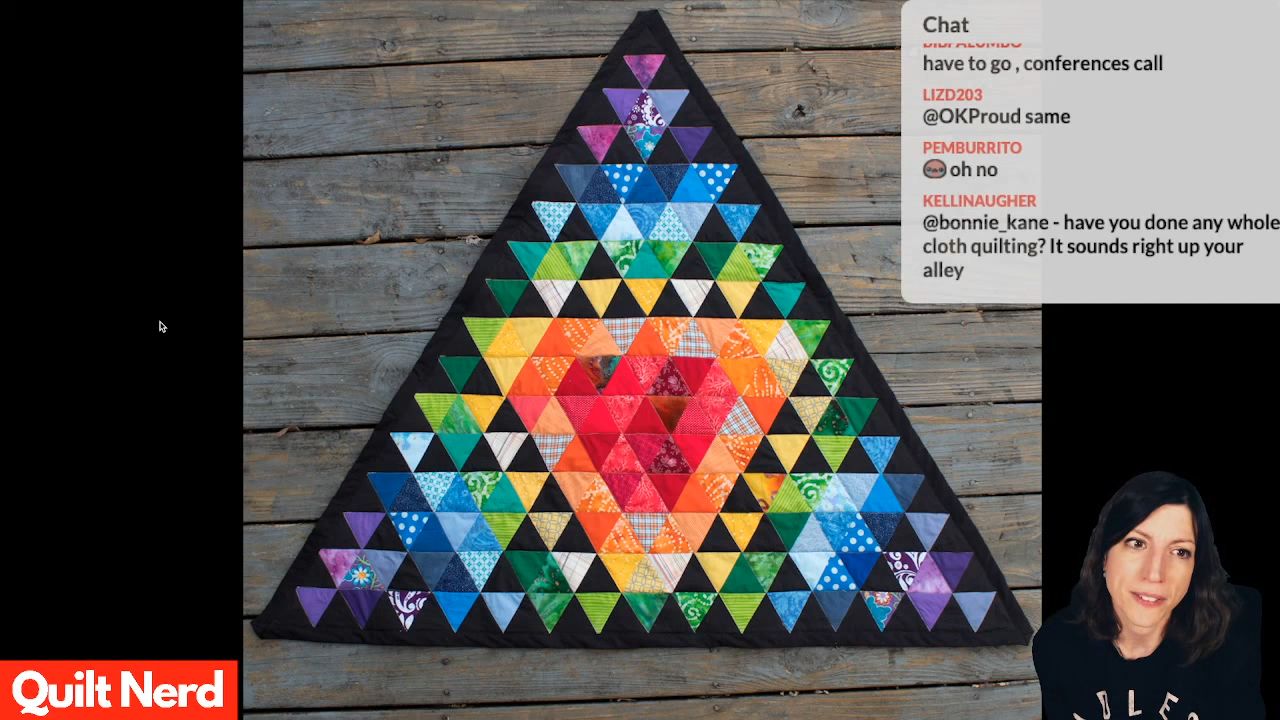 Chat
BIBPALUMBO
have to go , conferences call
LIZD203
@OKProud same
PEMBURRITO
oh no
KELLINAUGHER
@bonnie_kane - have you done any whole
cloth quilting? It sounds right up your
alley
Quilt Nerd